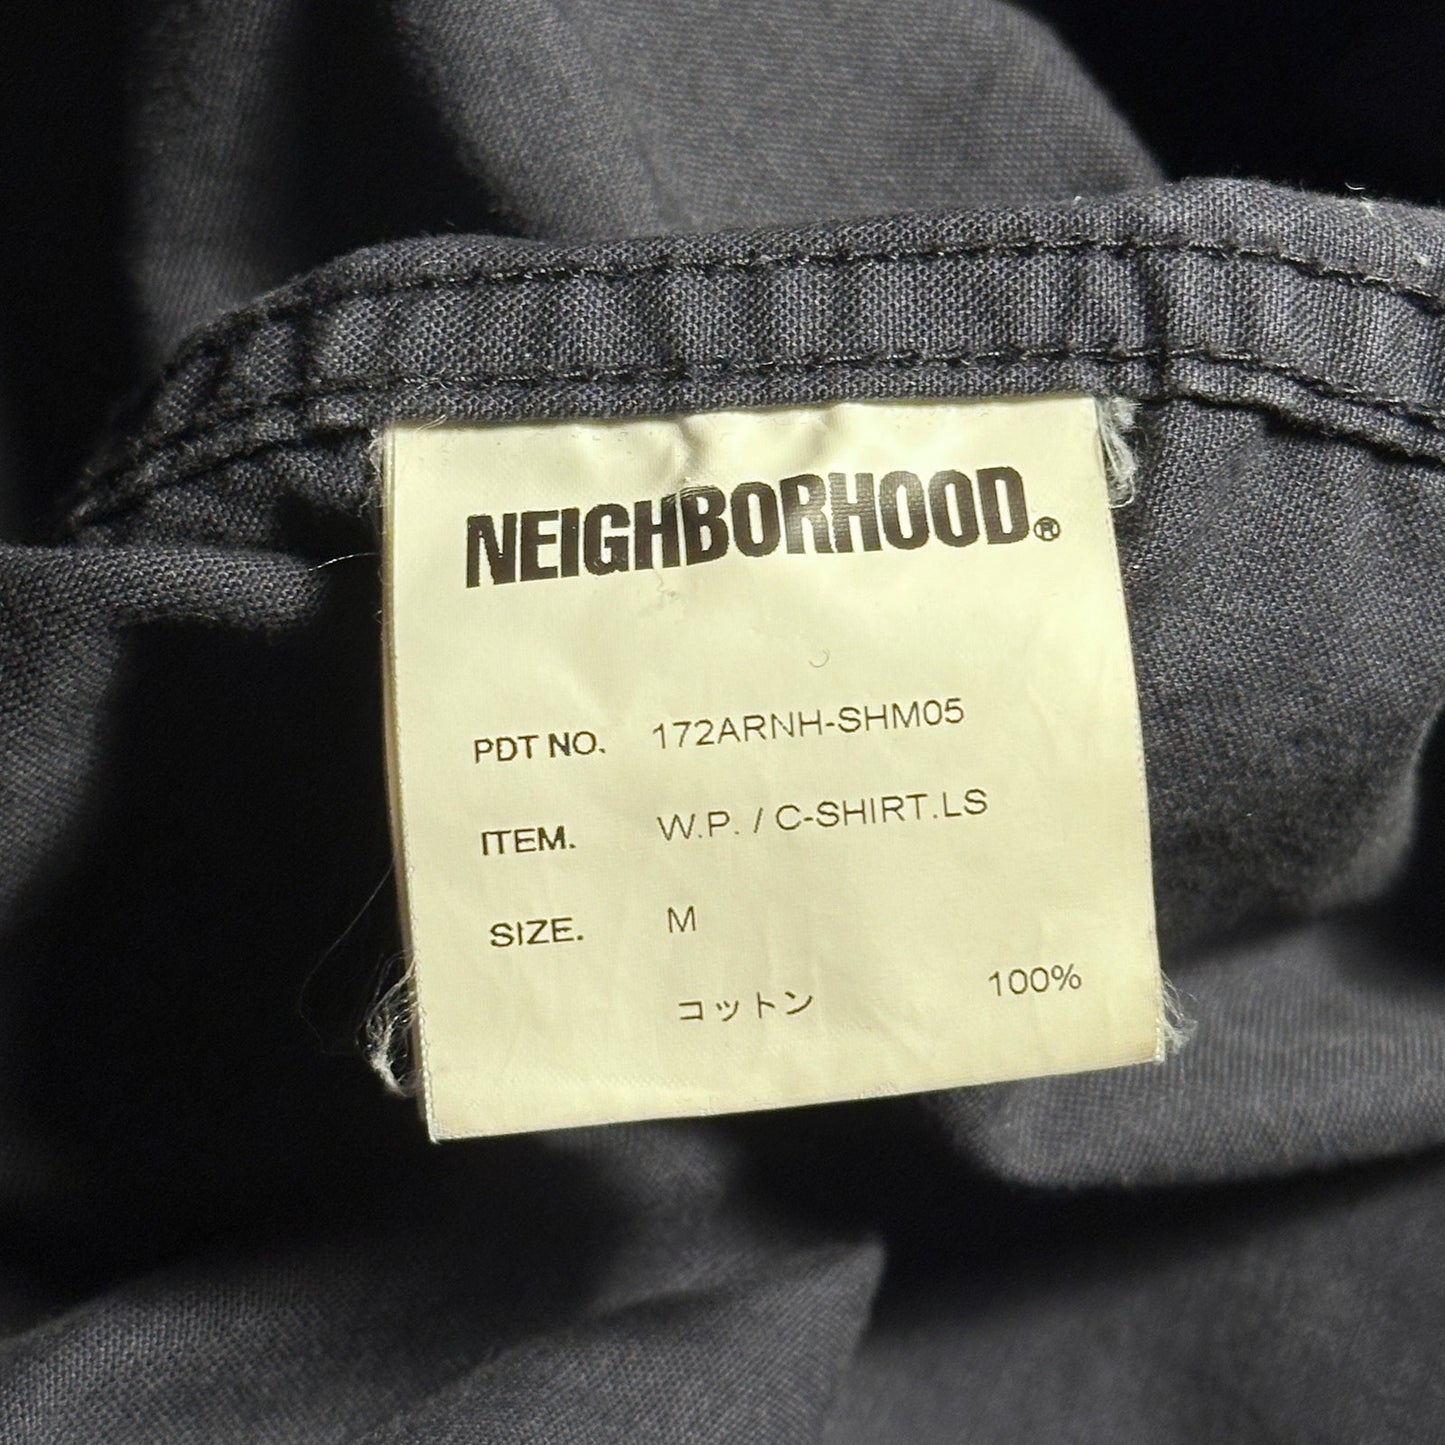 NEIGHBORHOOD.®
PDT NO. 172ARNH-SHM05
ITEM. W.P. / C-SHIRT.LS
SIZE. M
コットン 100%